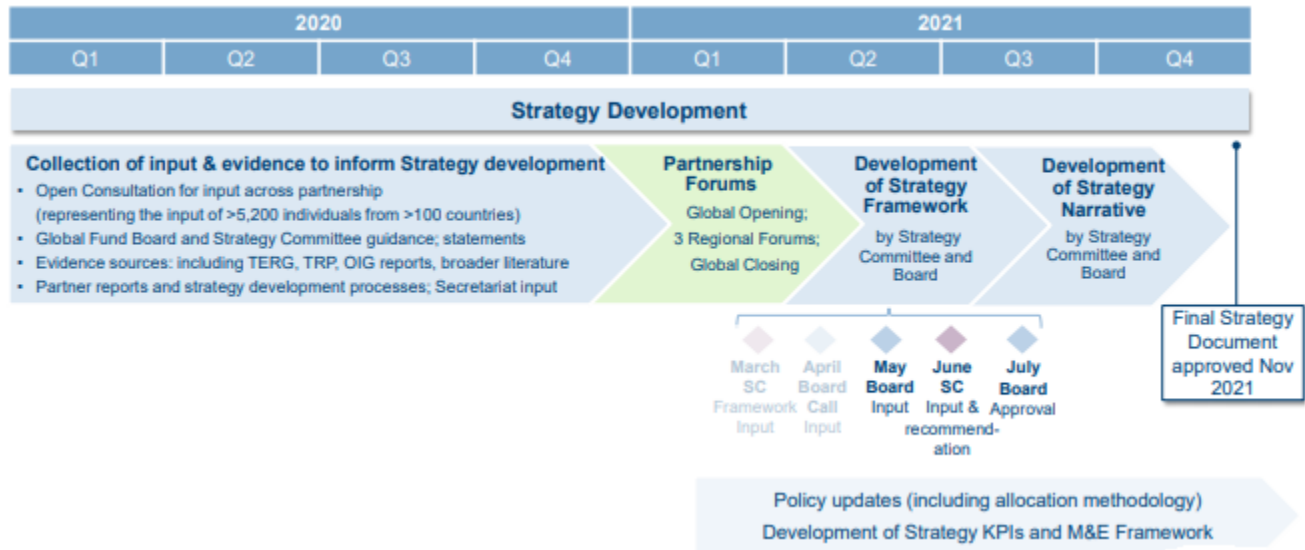 2020
2021
Q1
Q2
Q3
Q4
Q1
Q2
Q3
Q4
Strategy Development
Collection of input & evidence to inform Strategy development
• Open Consultation for input across partnership
(representing the input of >5,200 individuals from >100 countries)
• Global Fund Board and Strategy Committee guidance; statements
• Evidence sources: including TERG, TRP, OIG reports, broader literature
• Partner reports and strategy development processes; Secretariat input
Partnership
Forums
Global Opening;
3 Regional Forums;
Global Closing
Development
of Strategy
Framework
by Strategy
Committee and
Board
Development
of Strategy
Narrative
by Strategy
Committee and
Board
Final Strategy
Document
approved Nov
2021
March
SC
Framework
Input
April
Board
Call
Input
May
Board
Input
June
SC
Input &
recommend-
ation
July
Board
Approval
Policy updates (including allocation methodology)
Development of Strategy KPIs and M&E Framework